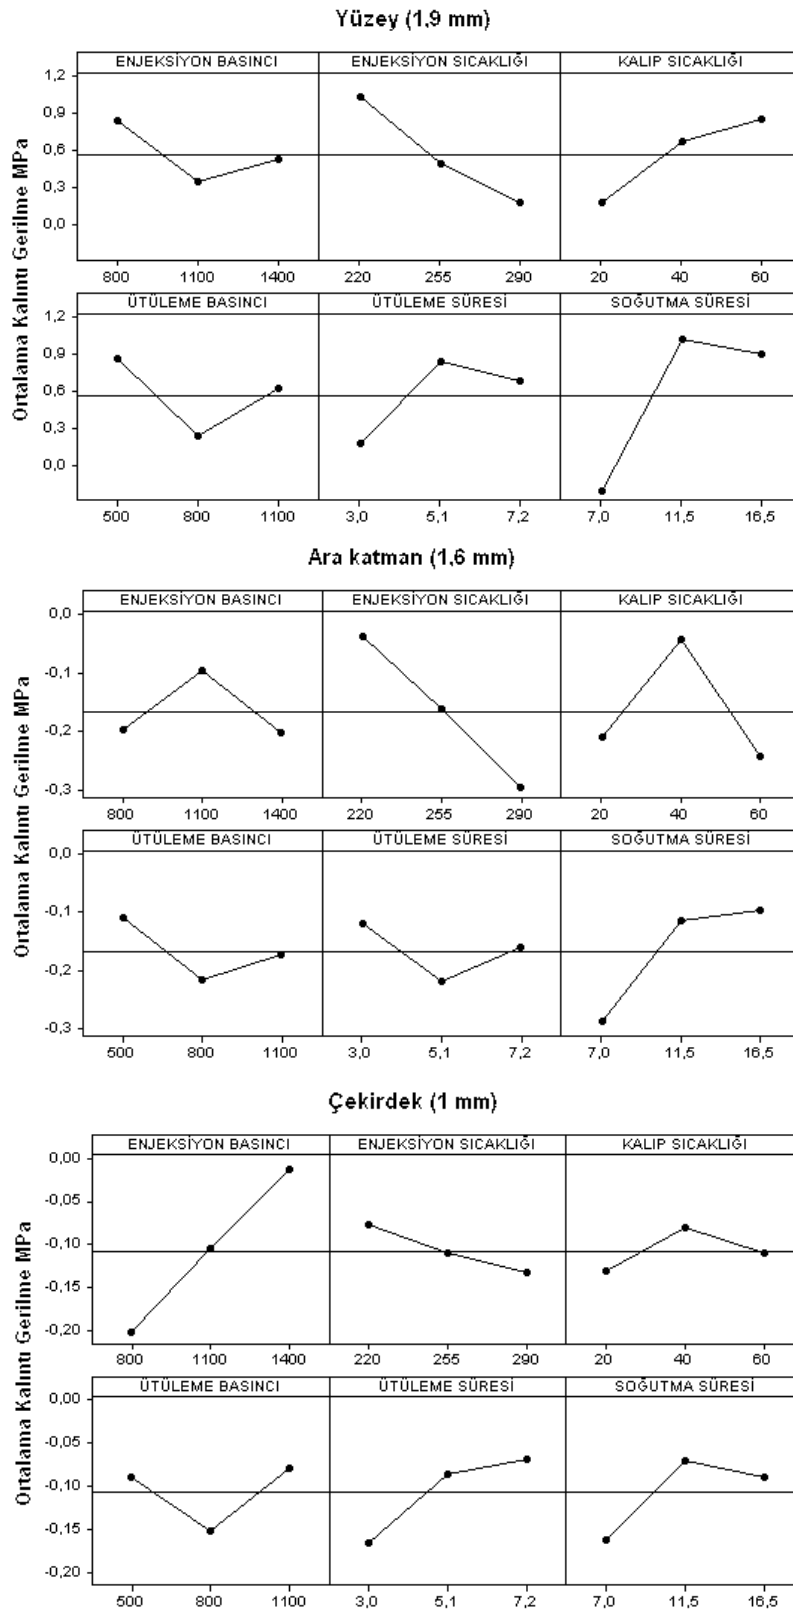 Yüzey (1,9 mm)
ENJEKSİYON BASINCI ENJEKSİYON SICAKLIĞI KALIP SICAKLIĞI
1,2
0,9
0,6
0,3
0,0
800 1100 1400 220 255 290 20 40 60
ÜTÜLEME BASINCI ÜTÜLEME SÜRESİ SOĞUTMA SÜRESİ
1,2
0,9
0,6
0,3
0,0
500 800 1100 3,0 5,1 7,2 7,0 11,5 16,5
Ortalama Kalıntı Gerilme MPa
Ara katman (1,6 mm)
ENJEKSİYON BASINCI ENJEKSİYON SICAKLIĞI KALIP SICAKLIĞI
0,0
-0,1
-0,2
-0,3
800 1100 1400 220 255 290 20 40 60
ÜTÜLEME BASINCI ÜTÜLEME SÜRESİ SOĞUTMA SÜRESİ
0,0
-0,1
-0,2
-0,3
500 800 1100 3,0 5,1 7,2 7,0 11,5 16,5
Ortalama Kalıntı Gerilme MPa
Çekirdek (1 mm)
ENJEKSİYON BASINCI ENJEKSİYON SICAKLIĞI KALIP SICAKLIĞI
0,00
-0,05
-0,10
-0,15
-0,20
800 1100 1400 220 255 290 20 40 60
ÜTÜLEME BASINCI ÜTÜLEME SÜRESİ SOĞUTMA SÜRESİ
0,00
-0,05
-0,10
-0,15
-0,20
500 800 1100 3,0 5,1 7,2 7,0 11,5 16,5
Ortalama Kalıntı Gerilme MPa